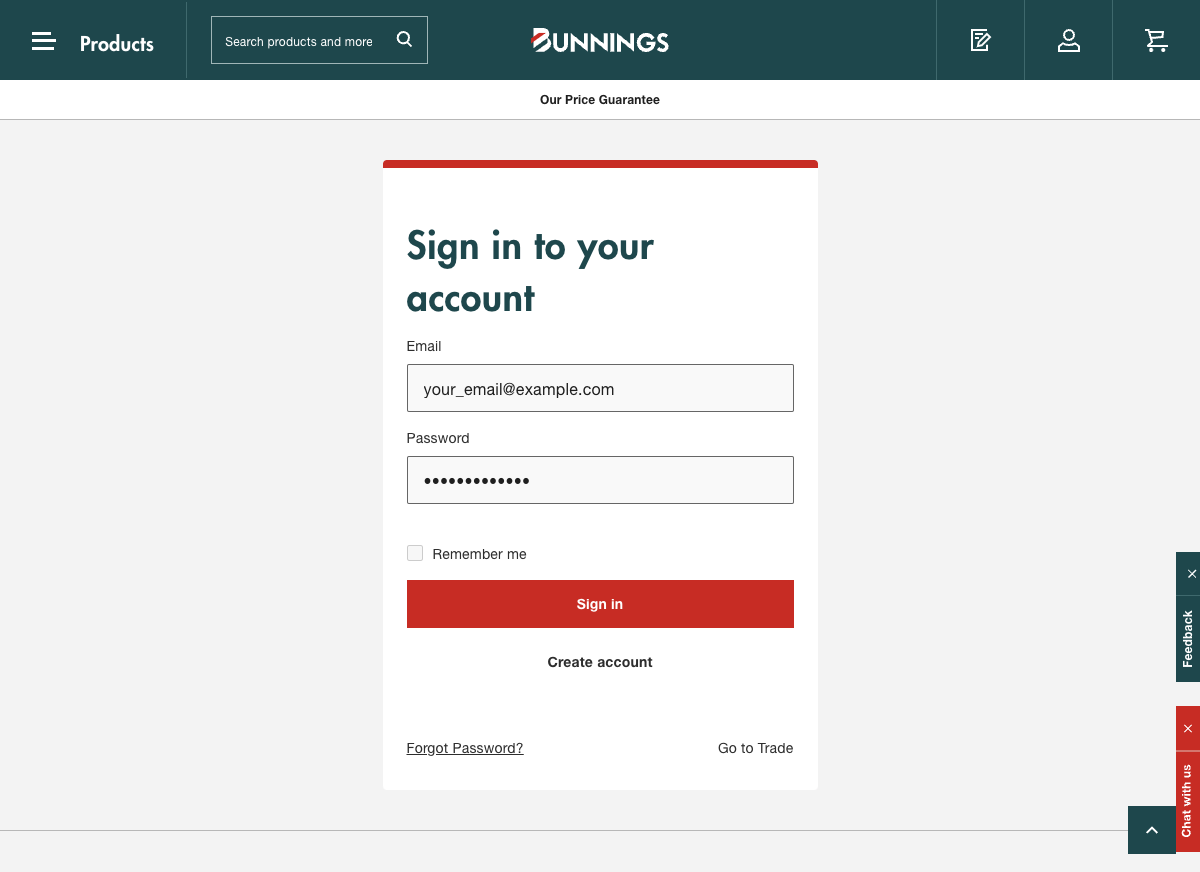 Products
Search products and more
BUNNINGS
Our Price Guarantee
Sign in to your
account
Email
your_email@example.com
Password
•••••••••••••
Remember me
Sign in
Create account
Forgot Password?
Go to Trade
Feedback
Chat with us